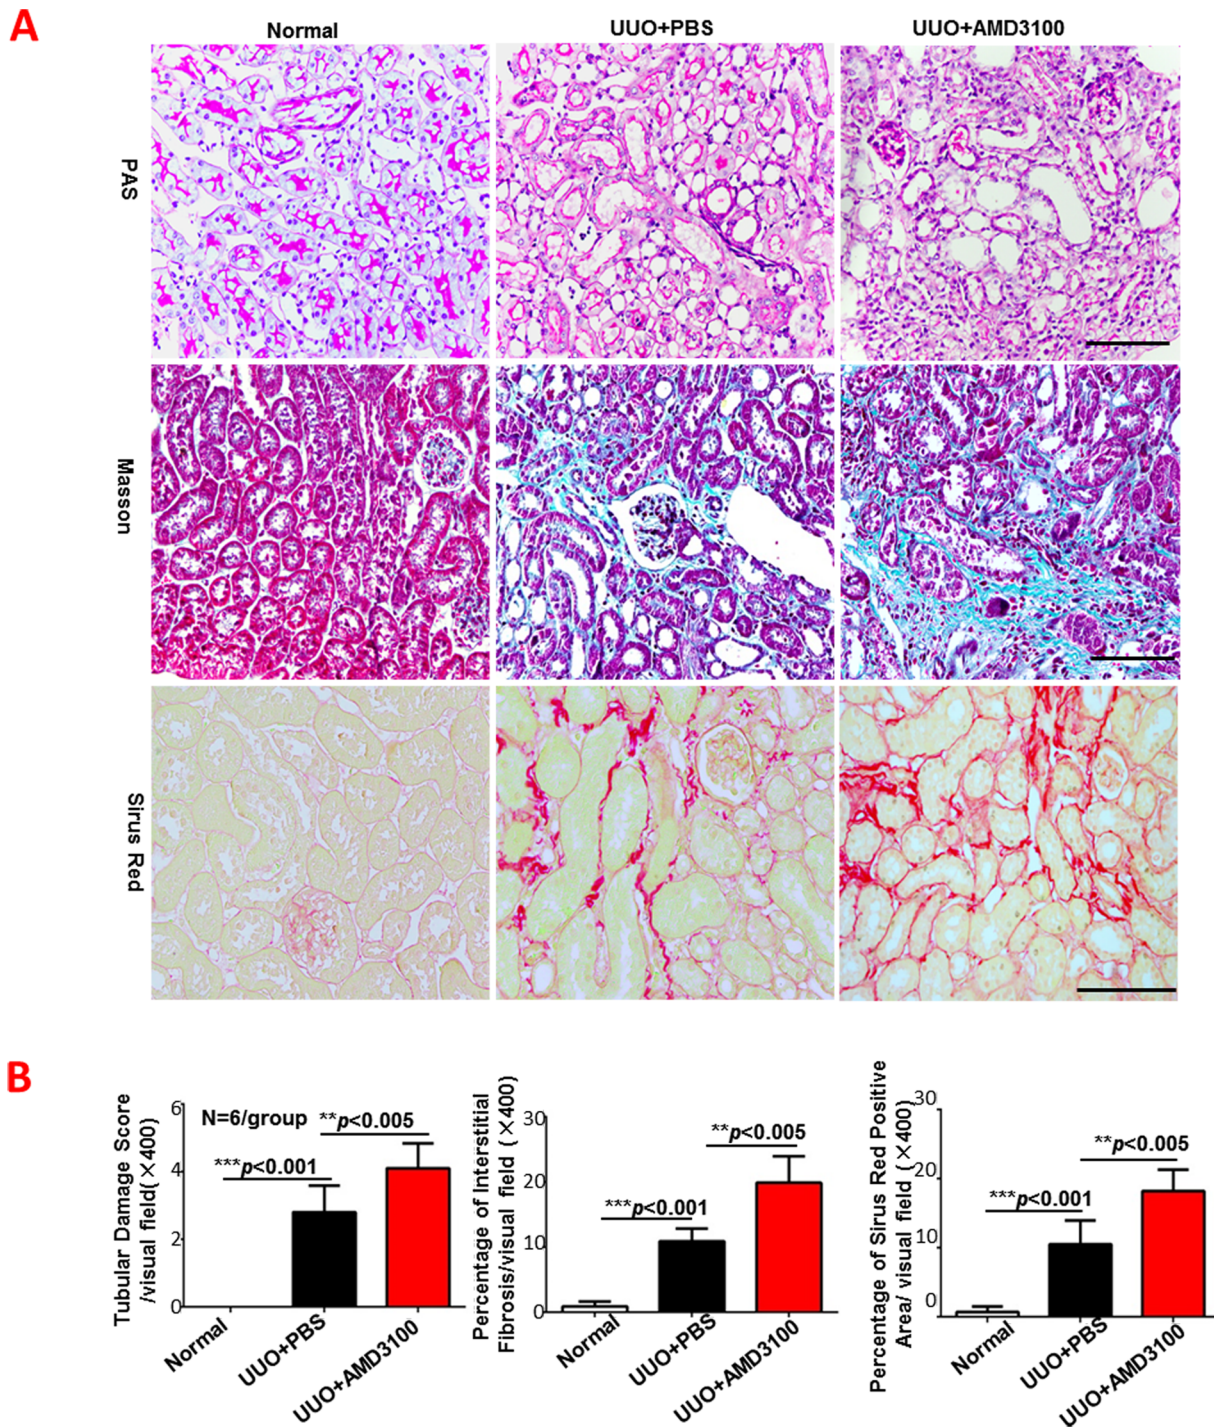 A
Normal UUO+PBS UUO+AMD3100
PAS
Masson
Sirus Red
B
Tubular Damage Score
/visual field(×400)
6
4
2
0
N=6/group
***p<0.001
**p<0.005
Normal
UUO+PBS
UUO+AMD3100
Percentage of Interstitial
Fibrosis/visual field (×400)
30
20
10
0
***p<0.001
**p<0.005
Normal
UUO+PBS
UUO+AMD3100
Percentage of Sirus Red Positive
Area/ visual field (×400)
30
20
10
0
***p<0.001
**p<0.005
Normal
UUO+PBS
UUO+AMD3100